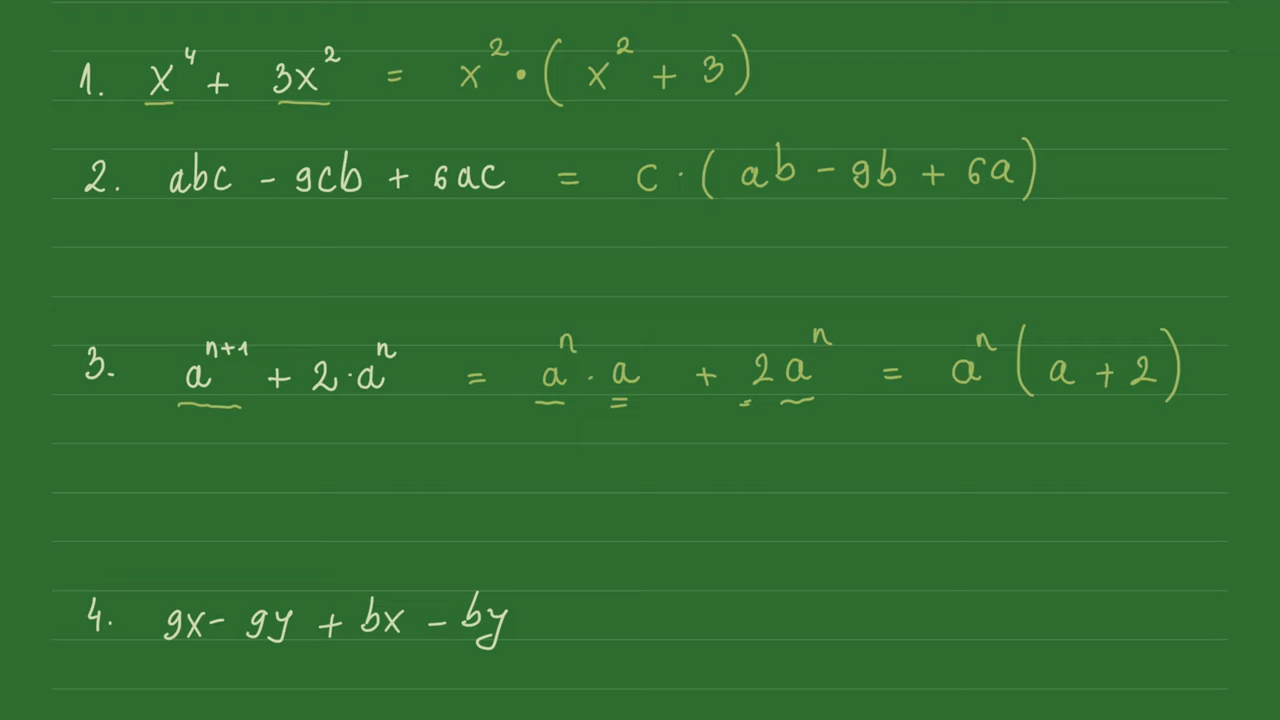 1. x⁴ + 3x² = x² · (x² + 3)
2. abc - 9cb + 6ac = c · (ab - 9b + 6a)
3. aⁿ⁺¹ + 2·aⁿ = aⁿ · a + 2aⁿ = aⁿ (a + 2)
4. 9x - 9y + bx - by